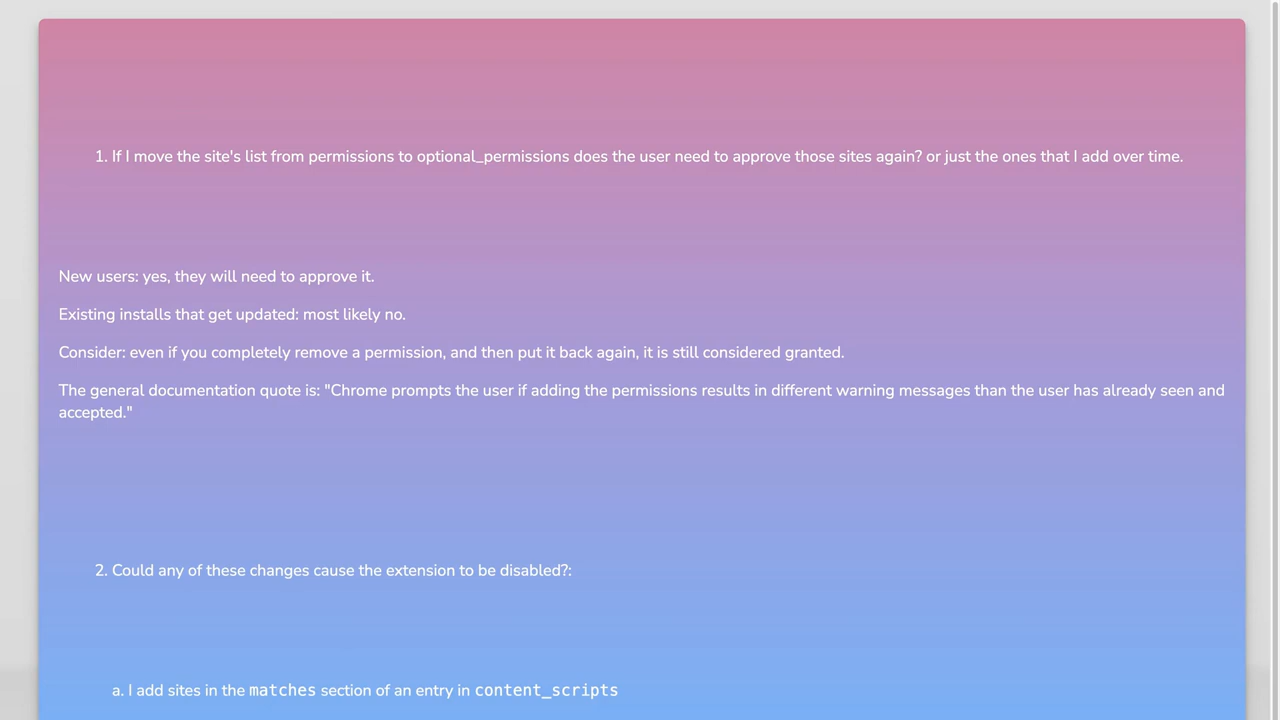 1. If I move the site's list from permissions to optional_permissions does the user need to approve those sites again? or just the ones that I add over time.
New users: yes, they will need to approve it.
Existing installs that get updated: most likely no.
Consider: even if you completely remove a permission, and then put it back again, it is still considered granted.
The general documentation quote is: "Chrome prompts the user if adding the permissions results in different warning messages than the user has already seen and
accepted."
2. Could any of these changes cause the extension to be disabled?:
a. I add sites in the matches section of an entry in content_scripts